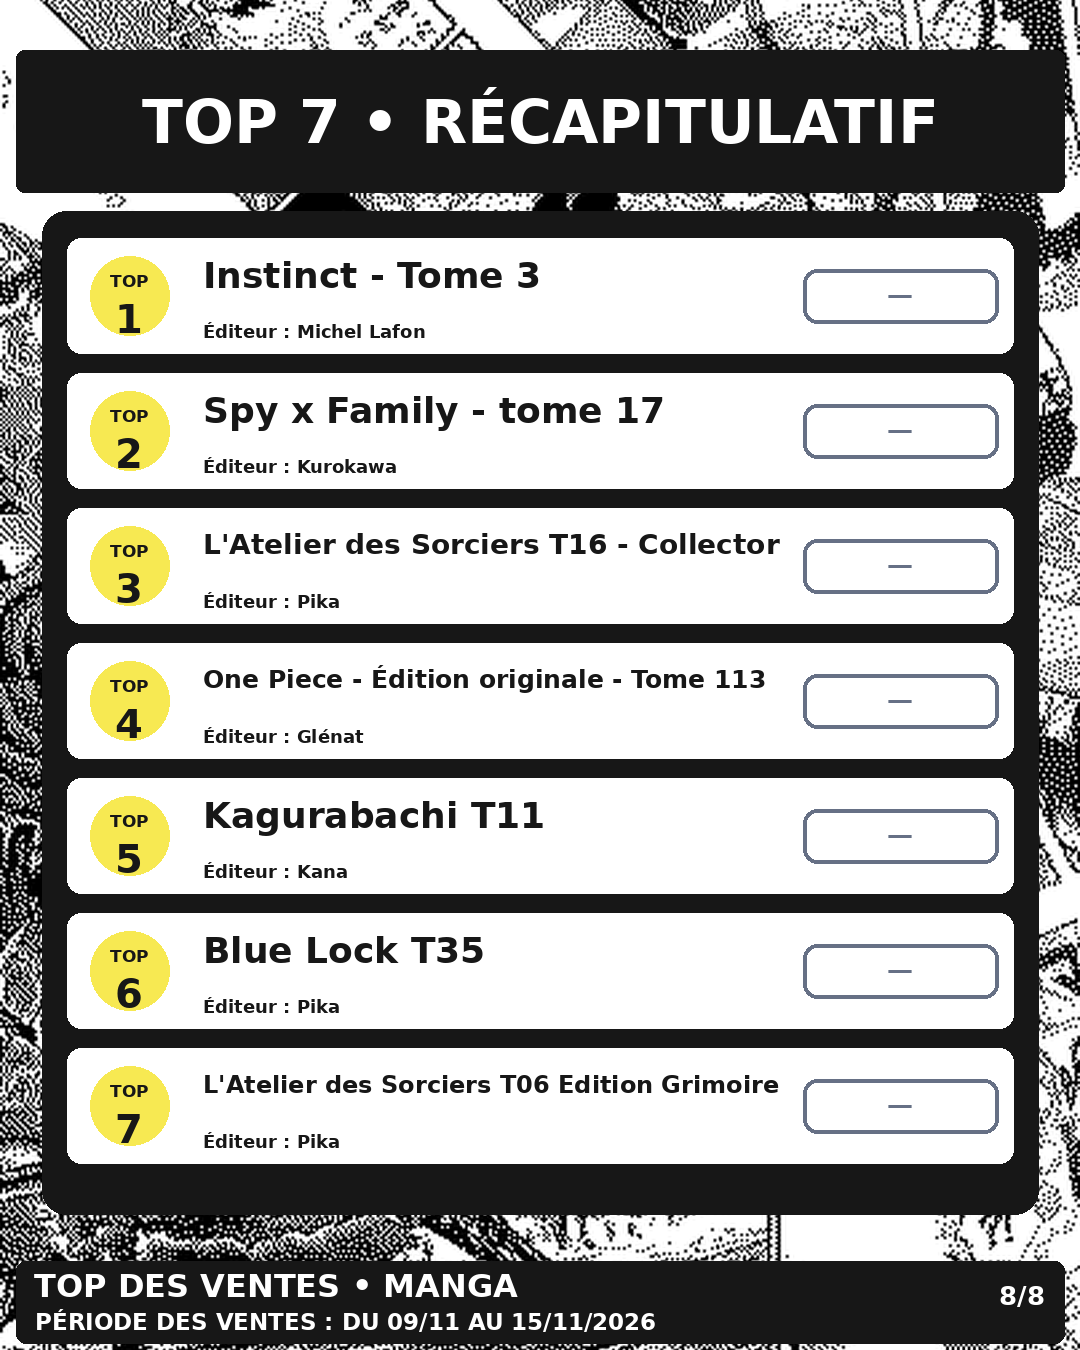 TOP 7 • RÉCAPITULATIF
TOP
1
Instinct - Tome 3
Éditeur : Michel Lafon
—
TOP
2
Spy x Family - tome 17
Éditeur : Kurokawa
—
TOP
3
L'Atelier des Sorciers T16 - Collector
Éditeur : Pika
—
TOP
4
One Piece - Édition originale - Tome 113
Éditeur : Glénat
—
TOP
5
Kagurabachi T11
Éditeur : Kana
—
TOP
6
Blue Lock T35
Éditeur : Pika
—
TOP
7
L'Atelier des Sorciers T06 Edition Grimoire
Éditeur : Pika
—
TOP DES VENTES • MANGA
PÉRIODE DES VENTES : DU 09/11 AU 15/11/2026
8/8